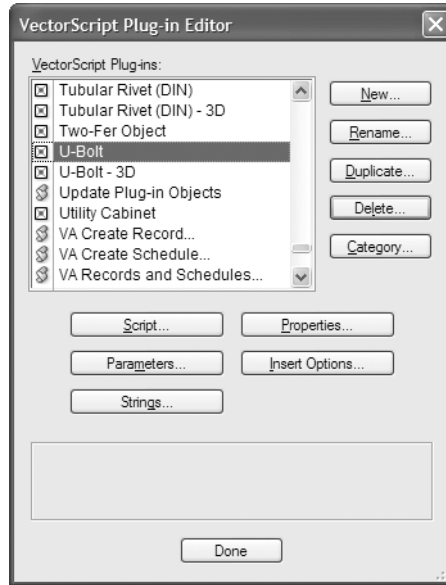 VectorScript Plug-in Editor
VectorScript Plug-ins:
Tubular Rivet (DIN)
Tubular Rivet (DIN) - 3D
Two-Fer Object
U-Bolt
U-Bolt - 3D
Update Plug-in Objects
Utility Cabinet
VA Create Record...
VA Create Schedule...
VA Records and Schedules...
New...
Rename...
Duplicate...
Delete...
Category...
Script...
Properties...
Parameters...
Insert Options...
Strings...
Done